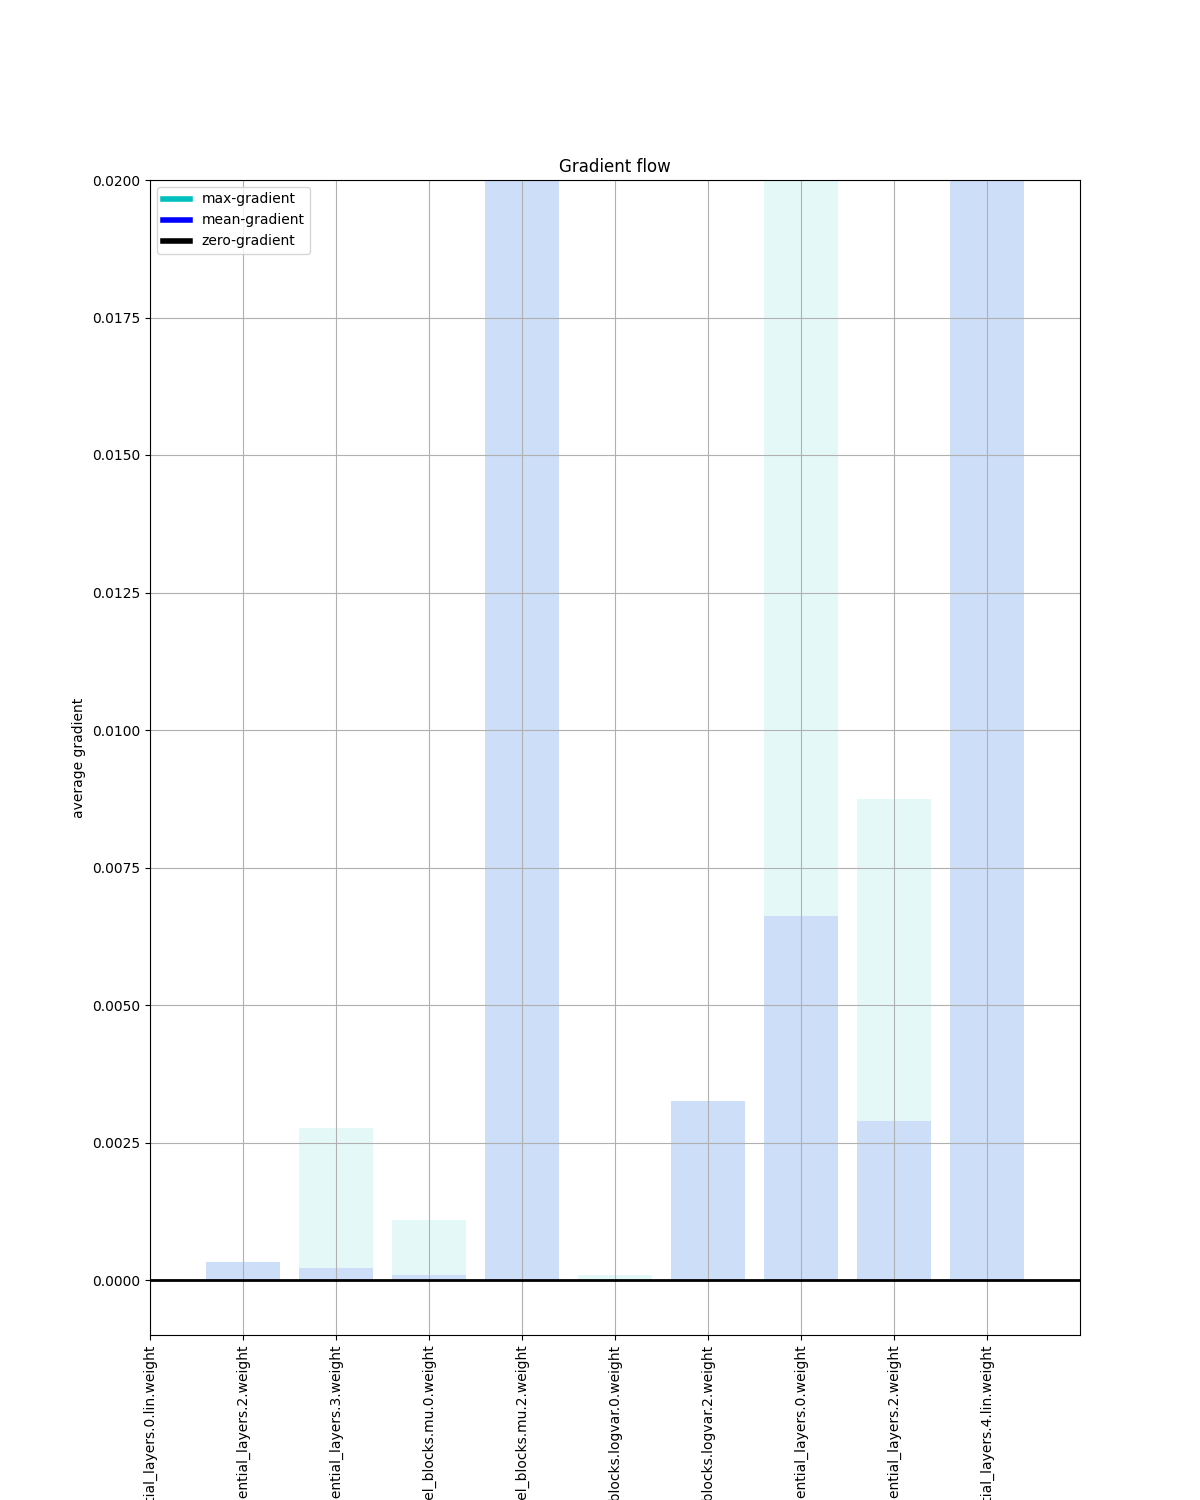 Gradient flow
max-gradient
mean-gradient
zero-gradient
0.0200
0.0175
0.0150
0.0125
0.0100
0.0075
0.0050
0.0025
0.0000
average gradient
tial_layers.0.lin.weight
ential_layers.2.weight
ential_layers.3.weight
el_blocks.mu.0.weight
el_blocks.mu.2.weight
blocks.logvar.0.weight
blocks.logvar.2.weight
ential_layers.0.weight
ential_layers.2.weight
tial_layers.4.lin.weight